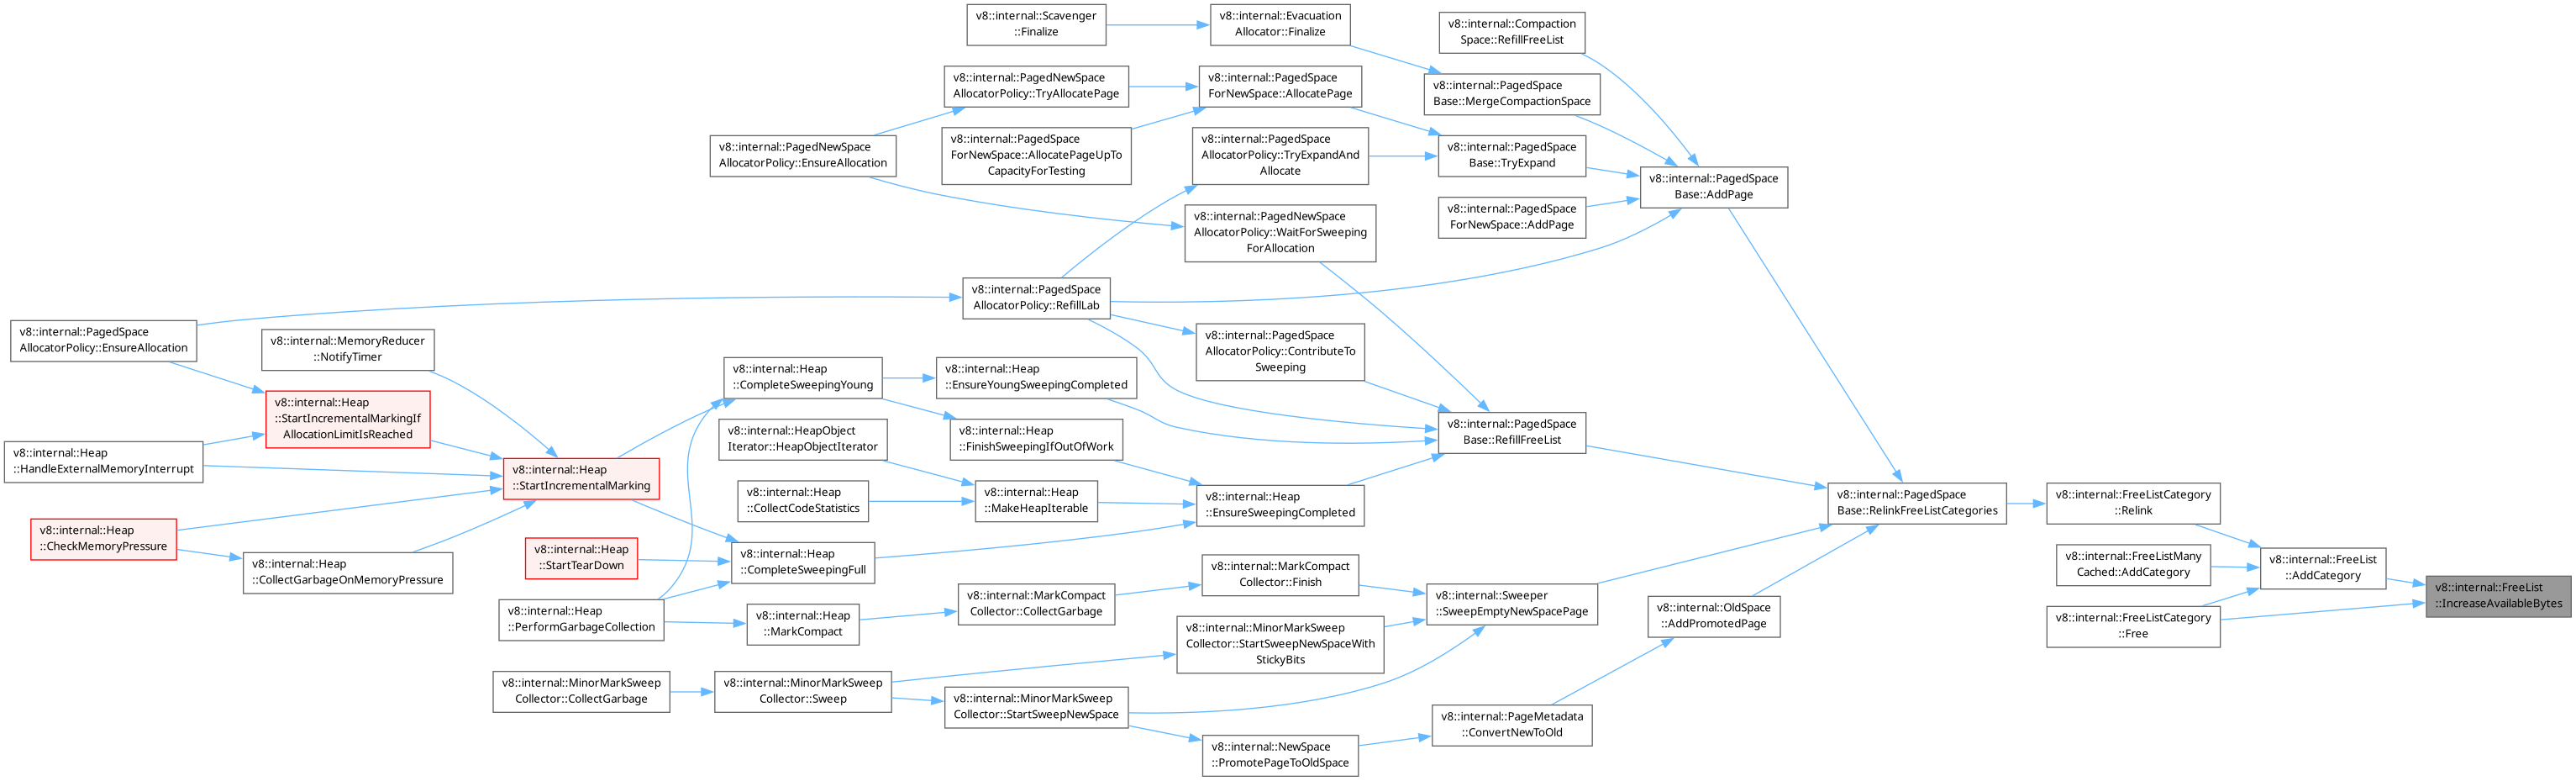 v8::internal::Scavenger
::Finalize
v8::internal::Evacuation
Allocator::Finalize
v8::internal::Compaction
Space::RefillFreeList
v8::internal::PagedNewSpace
AllocatorPolicy::TryAllocatePage
v8::internal::PagedSpace
ForNewSpace::AllocatePage
v8::internal::PagedSpace
Base::MergeCompactionSpace
v8::internal::PagedNewSpace
AllocatorPolicy::EnsureAllocation
v8::internal::PagedSpace
ForNewSpace::AllocatePageUpTo
CapacityForTesting
v8::internal::PagedSpace
AllocatorPolicy::TryExpandAnd
Allocate
v8::internal::PagedSpace
Base::TryExpand
v8::internal::PagedSpace
Base::AddPage
v8::internal::PagedNewSpace
AllocatorPolicy::WaitForSweeping
ForAllocation
v8::internal::PagedSpace
ForNewSpace::AddPage
v8::internal::PagedSpace
AllocatorPolicy::RefillLab
v8::internal::PagedSpace
AllocatorPolicy::EnsureAllocation
v8::internal::MemoryReducer
::NotifyTimer
v8::internal::PagedSpace
AllocatorPolicy::ContributeTo
Sweeping
v8::internal::Heap
::CompleteSweepingYoung
v8::internal::Heap
::EnsureYoungSweepingCompleted
v8::internal::Heap
::StartIncrementalMarkingIf
AllocationLimitIsReached
v8::internal::HeapObject
Iterator::HeapObjectIterator
v8::internal::Heap
::FinishSweepingIfOutOfWork
v8::internal::PagedSpace
Base::RefillFreeList
v8::internal::Heap
::HandleExternalMemoryInterrupt
v8::internal::Heap
::StartIncrementalMarking
v8::internal::Heap
::CollectCodeStatistics
v8::internal::Heap
::MakeHeapIterable
v8::internal::Heap
::EnsureSweepingCompleted
v8::internal::PagedSpace
Base::RelinkFreeListCategories
v8::internal::FreeListCategory
::Relink
v8::internal::Heap
::CheckMemoryPressure
v8::internal::Heap
::CollectGarbageOnMemoryPressure
v8::internal::Heap
::StartTearDown
v8::internal::Heap
::CompleteSweepingFull
v8::internal::MarkCompact
Collector::Finish
v8::internal::FreeListMany
Cached::AddCategory
v8::internal::FreeList
::AddCategory
v8::internal::FreeList
::IncreaseAvailableBytes
v8::internal::Heap
::PerformGarbageCollection
v8::internal::Heap
::MarkCompact
v8::internal::MarkCompact
Collector::CollectGarbage
v8::internal::Sweeper
::SweepEmptyNewSpacePage
v8::internal::OldSpace
::AddPromotedPage
v8::internal::FreeListCategory
::Free
v8::internal::MinorMarkSweep
Collector::StartSweepNewSpaceWith
StickyBits
v8::internal::MinorMarkSweep
Collector::CollectGarbage
v8::internal::MinorMarkSweep
Collector::Sweep
v8::internal::MinorMarkSweep
Collector::StartSweepNewSpace
v8::internal::PageMetadata
::ConvertNewToOld
v8::internal::NewSpace
::PromotePageToOldSpace